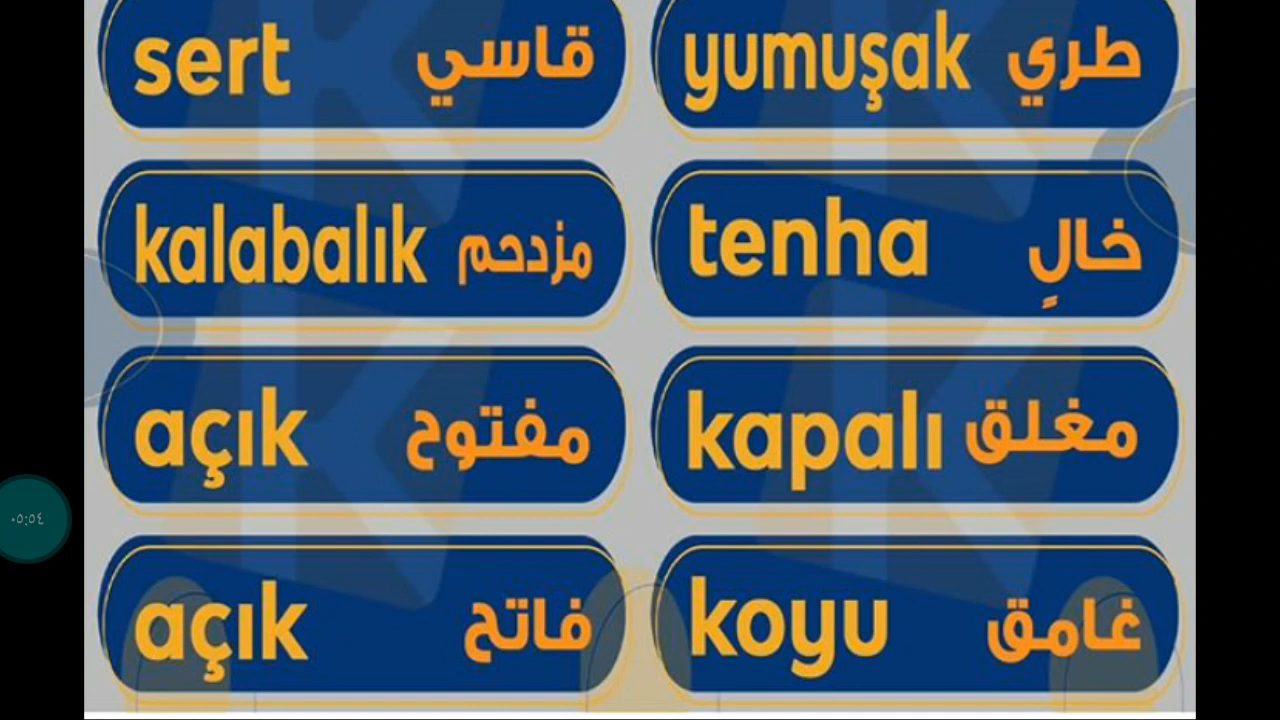 sert قاسي
yumuşak طري
kalabalık مزدحم
tenha خالٍ
açık مفتوح
kapalı مغلق
açık فاتح
koyu غامق
٠٥:٥٤